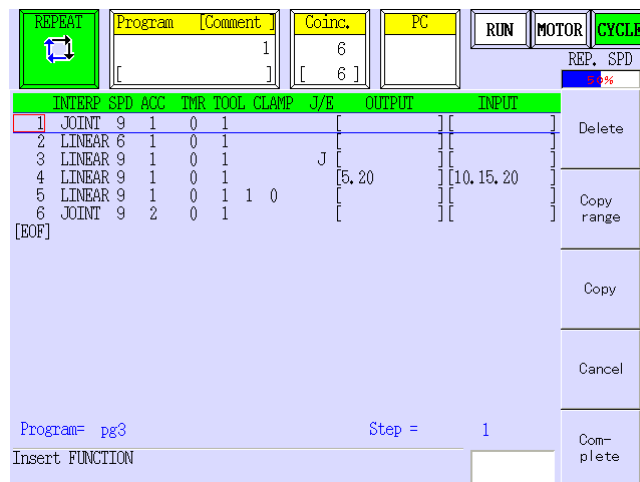 REPEAT
Program [Comment ]
1
[ ]
Coinc.
6
[ 6 ]
PC
RUN
MOTOR
CYCLE
REP. SPD
50%
INTERP SPD ACC TMR TOOL CLAMP J/E OUTPUT INPUT
1 JOINT 9 1 0 1 [ ][ ]
2 LINEAR 6 1 0 1 [ ][ ]
3 LINEAR 9 1 0 1 J [ ][ ]
4 LINEAR 9 1 0 1 [5.20 ][10.15.20 ]
5 LINEAR 9 1 0 1 1 0 [ ][ ]
6 JOINT 9 2 0 1 [ ][ ]
[EOF]
Delete
Copy
range
Copy
Cancel
Com-
plete
Program= pg3 Step = 1
Insert FUNCTION